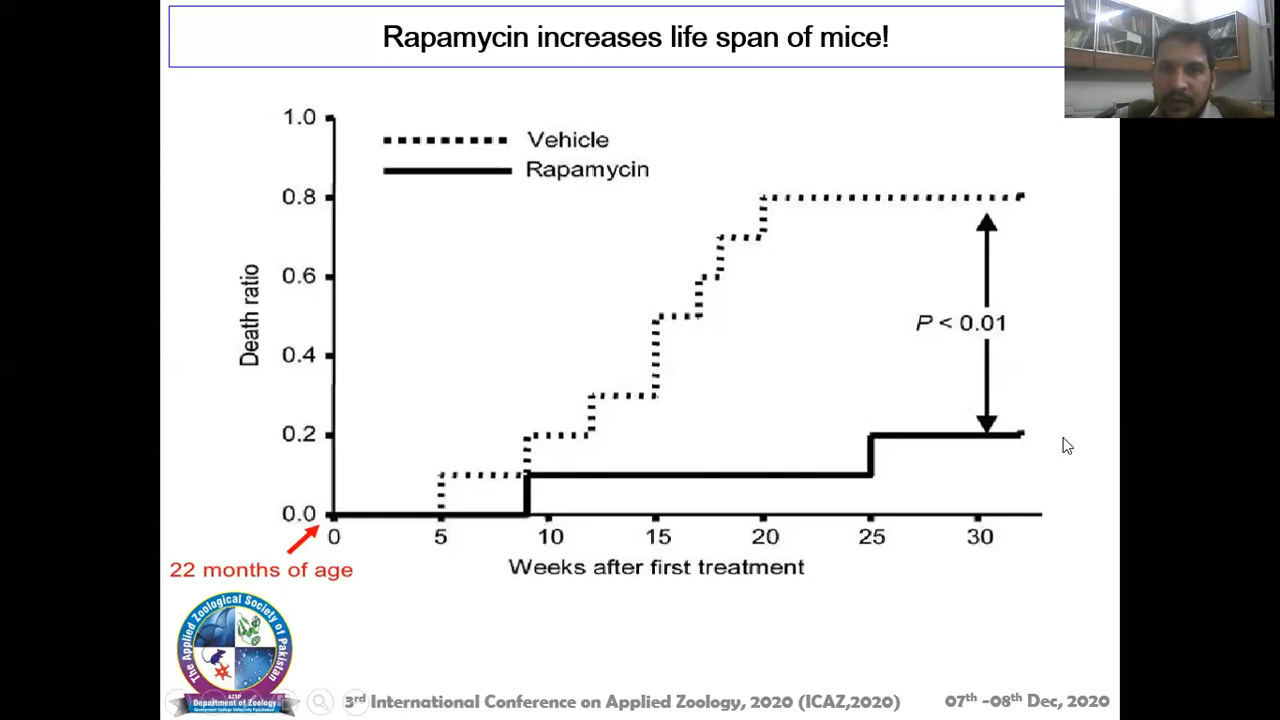 Rapamycin increases life span of mice!
1.0
0.8
0.6
0.4
0.2
0.0
Death ratio
Vehicle
Rapamycin
P < 0.01
0 5 10 15 20 25 30
22 months of age
Weeks after first treatment
The Applied Zoological Society of Pakistan
AZSP
Department of Zoology
3rd International Conference on Applied Zoology, 2020 (ICAZ,2020)
07th -08th Dec, 2020